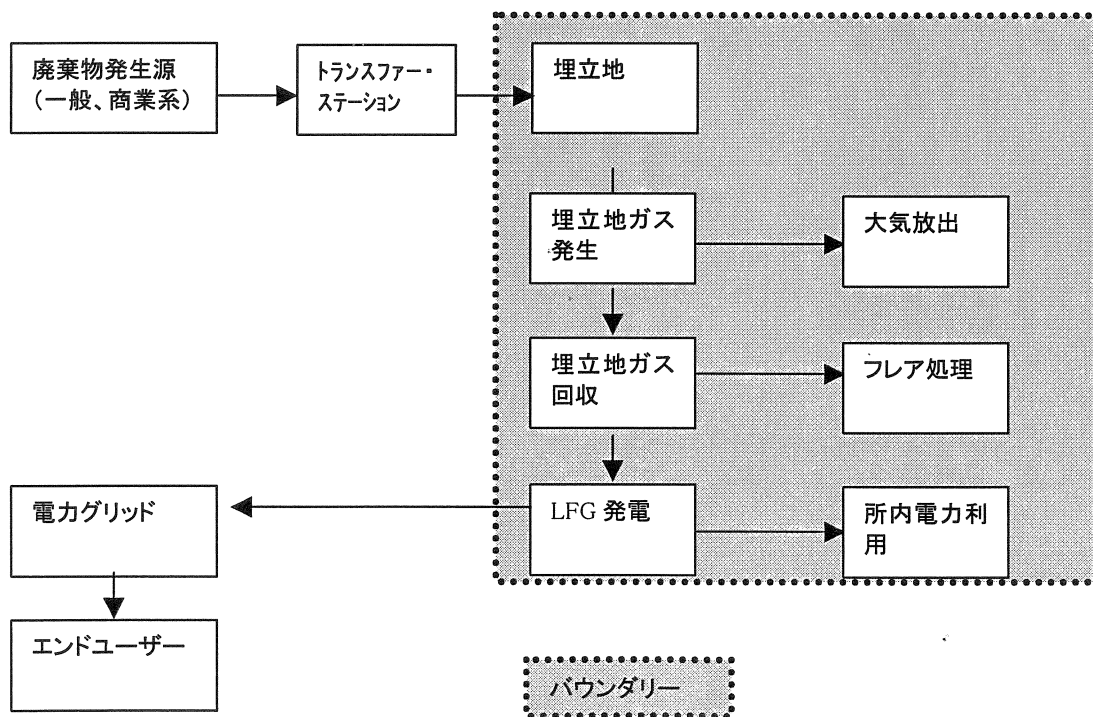 廃棄物発生源
（一般、商業系）
トランスファー・
ステーション
埋立地
埋立地ガス
発生
大気放出
埋立地ガス
回収
フレア処理
電力グリッド
LFG 発電
所内電力利
用
エンドユーザー
バウンダリー